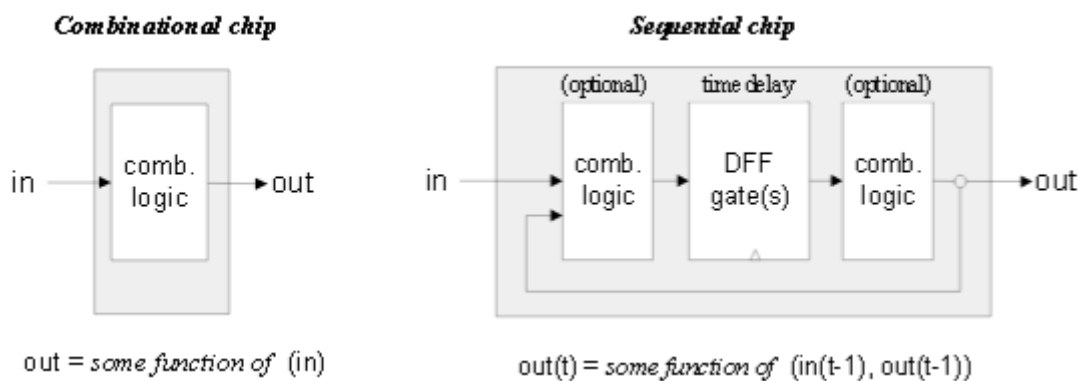 Combinational chip
in
comb.
logic
out
out = some function of (in)
Sequential chip
(optional)
time delay
(optional)
in
comb.
logic
DFF
gate(s)
comb.
logic
out
out(t) = some function of (in(t-1), out(t-1))